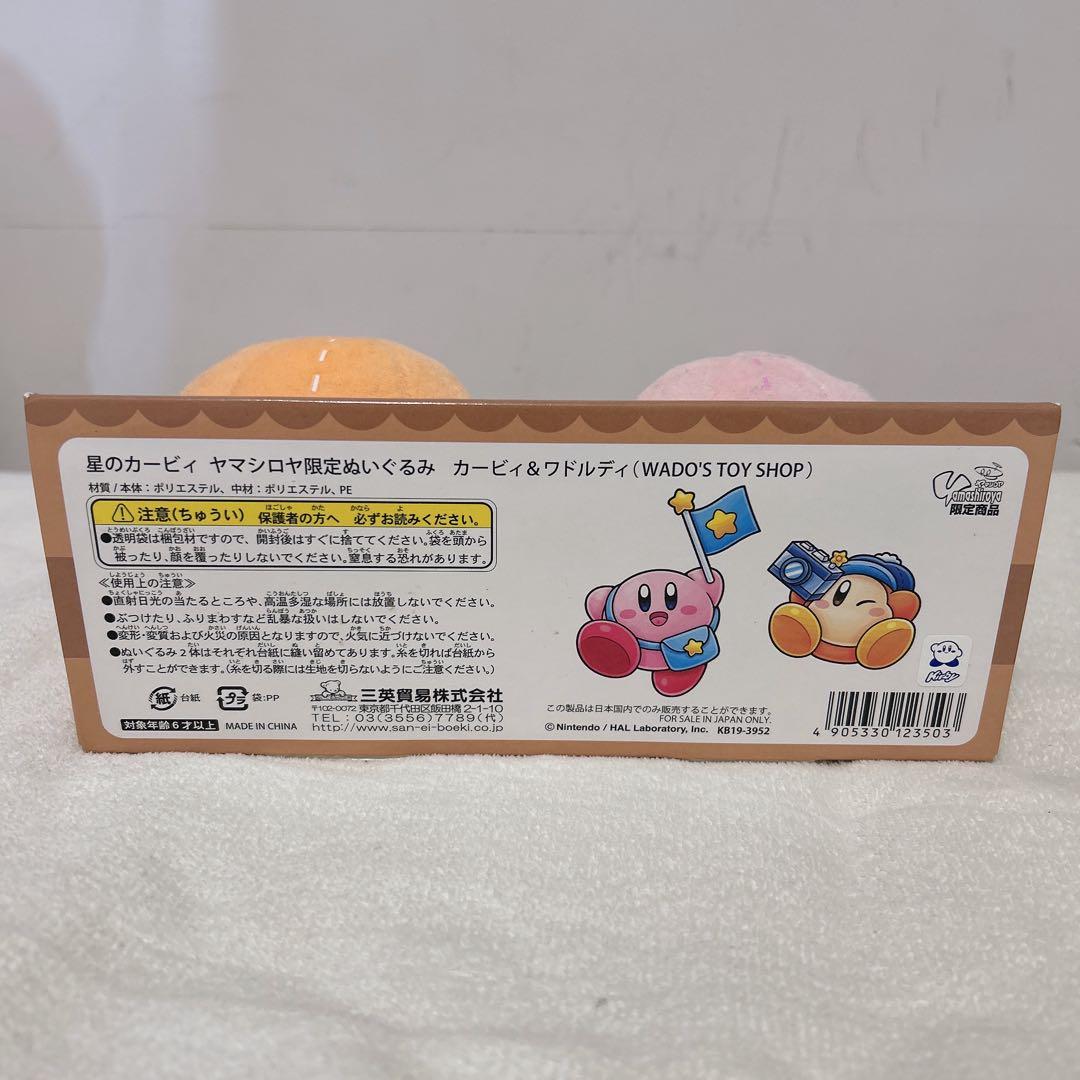 星のカービィ ヤマシロヤ限定ぬいぐるみ カービィ&ワドルディ(WADO'S TOY SHOP)
材質/本体:ポリエステル、中材:ポリエステル、PE
注意(ちゅうい) 保護者の方へ 必ずお読みください。
●透明袋は梱包材ですので、開封後はすぐに捨ててください。袋を頭から
被ったり、顔を覆ったりしないでください。窒息する恐れがあります。
≪使用上の注意≫
●直射日光の当たるところや、高温多湿な場所には放置しないでください。
●ぶつけたり、ふりまわすなど乱暴な扱いはしないでください。
●変形・変質および火災の原因となりますので、火気に近づけないでください。
●ぬいぐるみ2体はそれぞれ台紙に縫い留めてあります。糸を切れば台紙から
外すことができます。(糸を切る際には生地を切らないようにご注意ください。)
紙 台紙 プラ 袋:PP
対象年齢6才以上 MADE IN CHINA
三英貿易株式会社
〒102-0072 東京都千代田区飯田橋 2-1-10
TEL:03(3556)7789(代)
http://www.san-ei-boeki.co.jp
Yamashiroya
限定商品
Kirby
この製品は日本国内でのみ販売することができます。
FOR SALE IN JAPAN ONLY.
© Nintendo / HAL Laboratory, Inc. KB19-3952
4 905330 123503